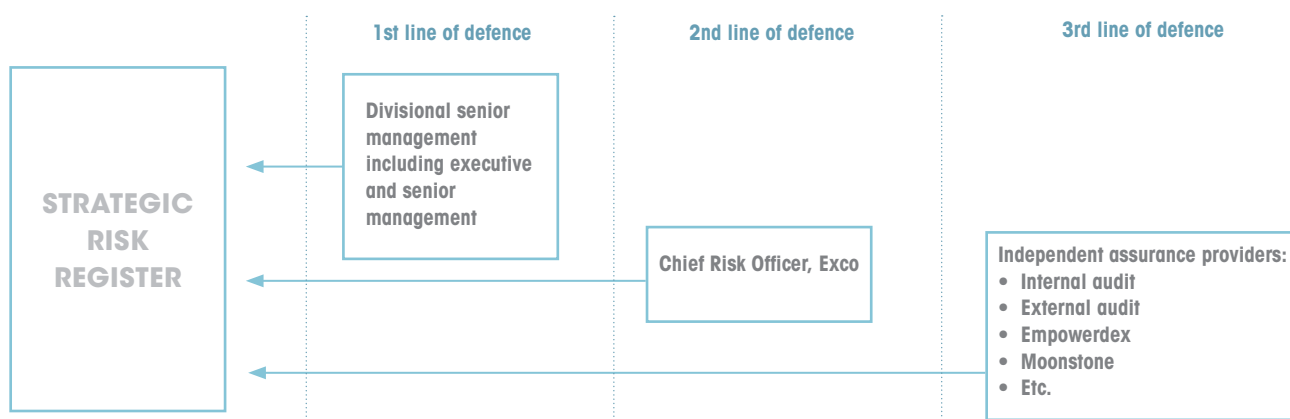 1st line of defence
2nd line of defence
3rd line of defence
STRATEGIC
RISK
REGISTER
Divisional senior
management
including executive
and senior
management
Chief Risk Officer, Exco
Independent assurance providers:
• Internal audit
• External audit
• Empowerdex
• Moonstone
• Etc.